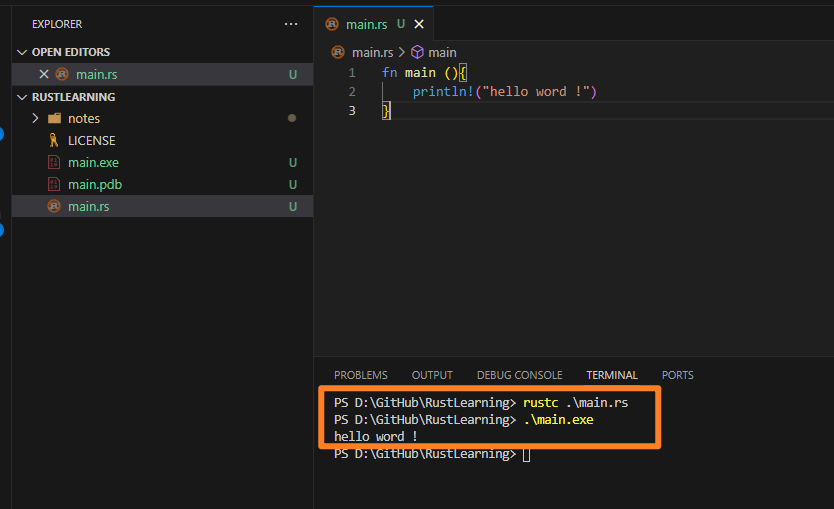 EXPLORER
···
OPEN EDITORS
main.rs U
RUSTLEARNING
notes
LICENSE
main.exe U
main.pdb U
main.rs U
main.rs U
main.rs > main
1 fn main (){
2 println!("hello word !")
3 }
PROBLEMS OUTPUT DEBUG CONSOLE TERMINAL PORTS
PS D:\GitHub\RustLearning> rustc .\main.rs
PS D:\GitHub\RustLearning> .\main.exe
hello word !
PS D:\GitHub\RustLearning>